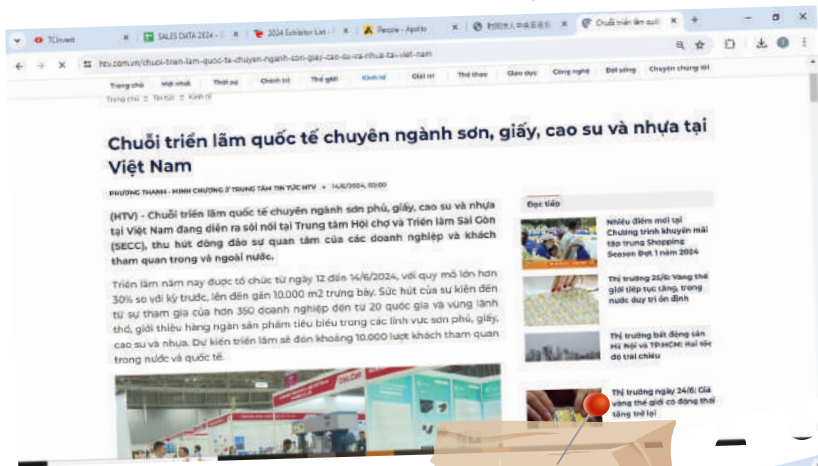 TCInvest
SALES DATA 2024 -
2024 Exhibitor List -
People - Apollo
Chuỗi triển lãm quốc
htv.com.vn/chuoi-trien-lam-quoc-te-chuyen-nganh-son-giay-cao-su-va-nhua-tai-viet-nam
Trang chủ Mới nhất Thời sự Chính trị Thế giới Kinh tế Giải trí Thể thao Giáo dục Công nghệ Đời sống Chuyện chúng tôi
Trang chủ Tin tức Kinh tế
Chuỗi triển lãm quốc tế chuyên ngành sơn, giấy, cao su và nhựa tại
Việt Nam
PHƯƠNG THANH - MINH CHƯƠNG // TRUNG TÂM TIN TỨC HTV • 14/6/2024, 03:00
(HTV) - Chuỗi triển lãm quốc tế chuyên ngành sơn phủ, giấy, cao su và nhựa
tại Việt Nam đang diễn ra sôi nổi tại Trung tâm Hội chợ và Triển lãm Sài Gòn
(SECC), thu hút đông đảo sự quan tâm của các doanh nghiệp và khách
tham quan trong và ngoài nước.
Triển lãm năm nay được tổ chức từ ngày 12 đến 14/6/2024, với quy mô lớn hơn
30% so với kỳ trước, lên đến gần 10.000 m2 trưng bày. Sức hút của sự kiện đến
từ sự tham gia của hơn 350 doanh nghiệp đến từ 20 quốc gia và vùng lãnh
thổ, giới thiệu hàng ngàn sản phẩm tiêu biểu trong các lĩnh vực sơn phủ, giấy,
cao su và nhựa. Dự kiến triển lãm sẽ đón khoảng 10.000 lượt khách tham quan
trong nước và quốc tế.
Đọc tiếp
Nhiều điểm mới tại
Chương trình khuyến mãi
tập trung Shopping
Season Đợt 1 năm 2024
Thị trường 25/6: Vàng thế
giới tiếp tục tăng, trong
nước duy trì ổn định
Thị trường bất động sản
Hà Nội và TP.HCM: Hai tốc
độ trái chiều
Thị trường ngày 24/6: Giá
vàng thế giới có động thái
tăng trở lại